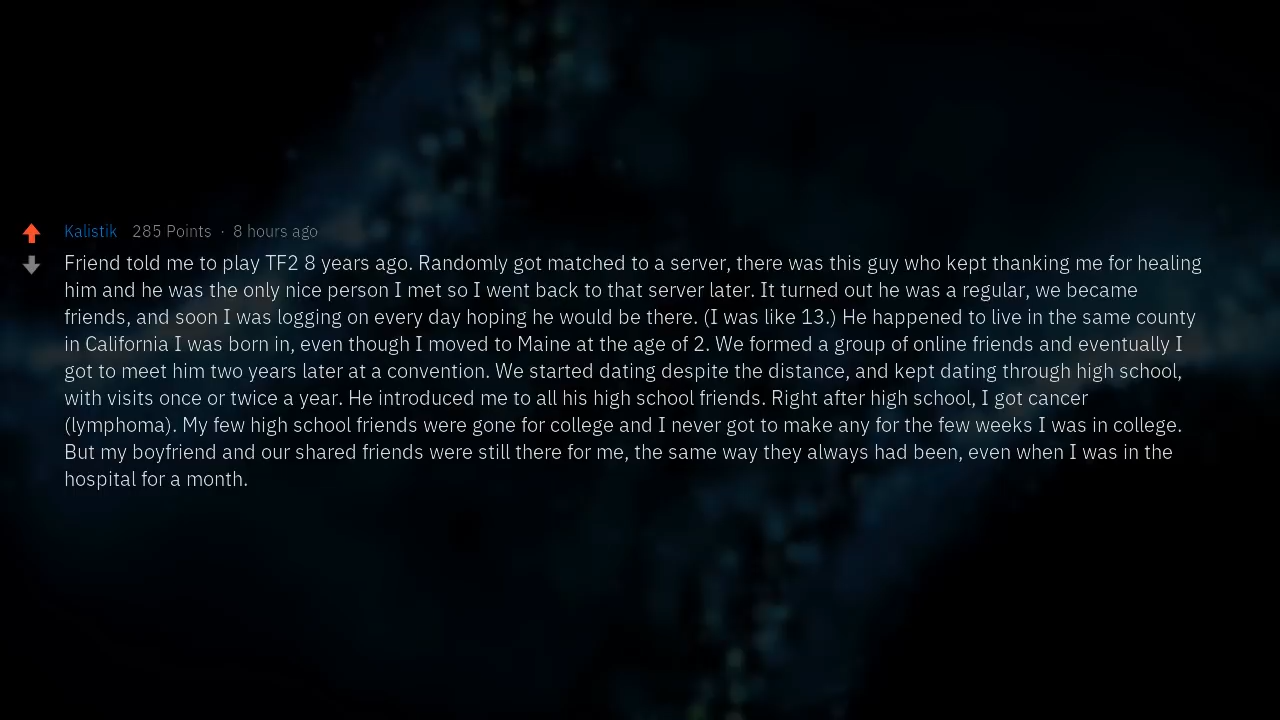 Kalistik 285 Points · 8 hours ago
Friend told me to play TF2 8 years ago. Randomly got matched to a server, there was this guy who kept thanking me for healing
him and he was the only nice person I met so I went back to that server later. It turned out he was a regular, we became
friends, and soon I was logging on every day hoping he would be there. (I was like 13.) He happened to live in the same county
in California I was born in, even though I moved to Maine at the age of 2. We formed a group of online friends and eventually I
got to meet him two years later at a convention. We started dating despite the distance, and kept dating through high school,
with visits once or twice a year. He introduced me to all his high school friends. Right after high school, I got cancer
(lymphoma). My few high school friends were gone for college and I never got to make any for the few weeks I was in college.
But my boyfriend and our shared friends were still there for me, the same way they always had been, even when I was in the
hospital for a month.